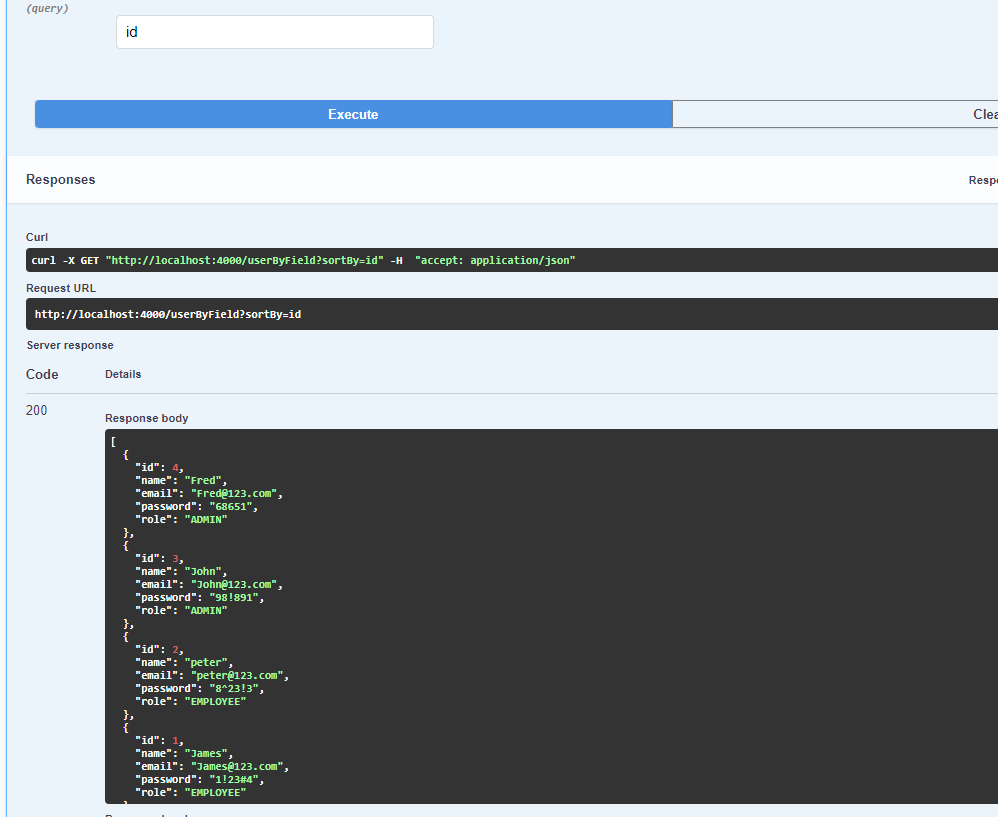 (query)
id
Execute
Responses
Curl
curl -X GET "http://localhost:4000/userByField?sortBy=id" -H  "accept: application/json"
Request URL
http://localhost:4000/userByField?sortBy=id
Server response
Code Details
200
Response body
[
  {
    "id": 4,
    "name": "Fred",
    "email": "Fred@123.com",
    "password": "68651",
    "role": "ADMIN"
  },
  {
    "id": 3,
    "name": "John",
    "email": "John@123.com",
    "password": "98!891",
    "role": "ADMIN"
  },
  {
    "id": 2,
    "name": "peter",
    "email": "peter@123.com",
    "password": "8^23!3",
    "role": "EMPLOYEE"
  },
  {
    "id": 1,
    "name": "James",
    "email": "James@123.com",
    "password": "1!23#4",
    "role": "EMPLOYEE"